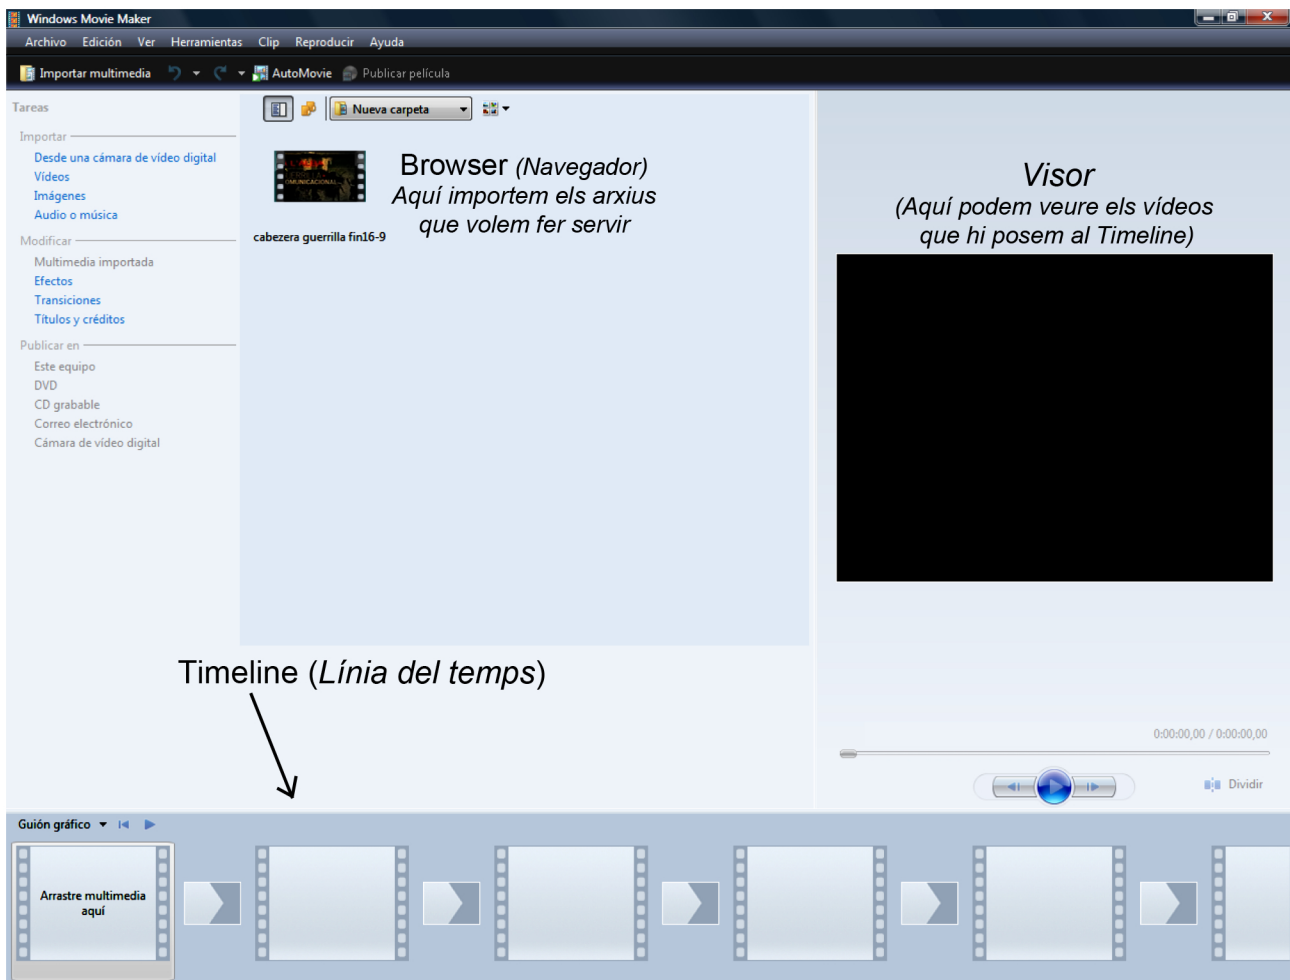 Windows Movie Maker
Archivo Edición Ver Herramientas Clip Reproducir Ayuda
Importar multimedia AutoMovie Publicar película
Tareas
Importar
Desde una cámara de vídeo digital
Vídeos
Imágenes
Audio o música
Modificar
Multimedia importada
Efectos
Transiciones
Títulos y créditos
Publicar en
Este equipo
DVD
CD grabable
Correo electrónico
Cámara de vídeo digital
Nueva carpeta
COMUNICACIONAL
cabezera guerrilla fin16-9
Browser (Navegador)
Aquí importem els arxius
que volem fer servir
Visor
(Aquí podem veure els vídeos
que hi posem al Timeline)
Timeline (Línia del temps)
0:00:00,00 / 0:00:00,00
Dividir
Guión gráfico
Arrastre multimedia
aquí